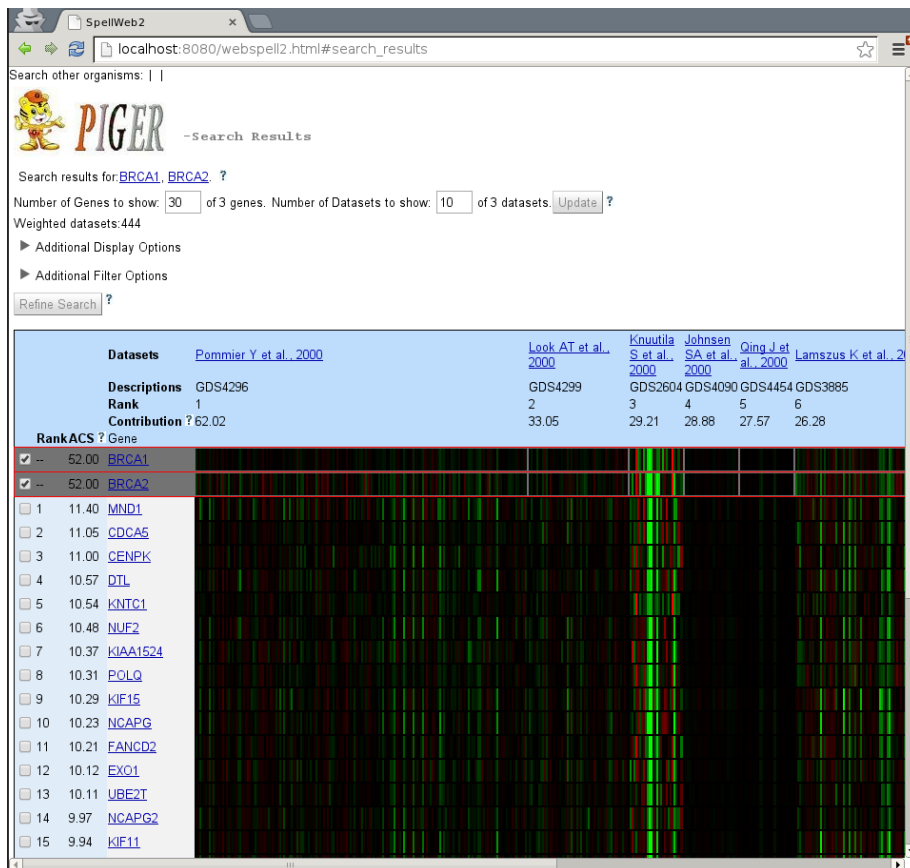 SpellWeb2
localhost:8080/webspell2.html#search_results
Search other organisms: | |
PIGER -Search Results
Search results for:BRCA1, BRCA2. ?
Number of Genes to show: 30 of 3 genes. Number of Datasets to show: 10 of 3 datasets. Update ?
Weighted datasets:444
Additional Display Options
Additional Filter Options
Refine Search ?
Datasets Pommier Y et al., 2000 Look AT et al., 2000 Knuutila S et al., 2000 Johnsen SA et al., 2000 Qing J et al., 2000 Lamszus K et al., 2
Descriptions GDS4296 GDS4299 GDS2604 GDS4090 GDS4454 GDS3885
Rank 1 2 3 4 5 6
Contribution ? 62.02 33.05 29.21 28.88 27.57 26.28
Rank ACS ? Gene
-- 52.00 BRCA1
-- 52.00 BRCA2
1 11.40 MND1
2 11.05 CDCA5
3 11.00 CENPK
4 10.57 DTL
5 10.54 KNTC1
6 10.48 NUF2
7 10.37 KIAA1524
8 10.31 POLQ
9 10.29 KIF15
10 10.23 NCAPG
11 10.21 FANCD2
12 10.12 EXO1
13 10.11 UBE2T
14 9.97 NCAPG2
15 9.94 KIF11